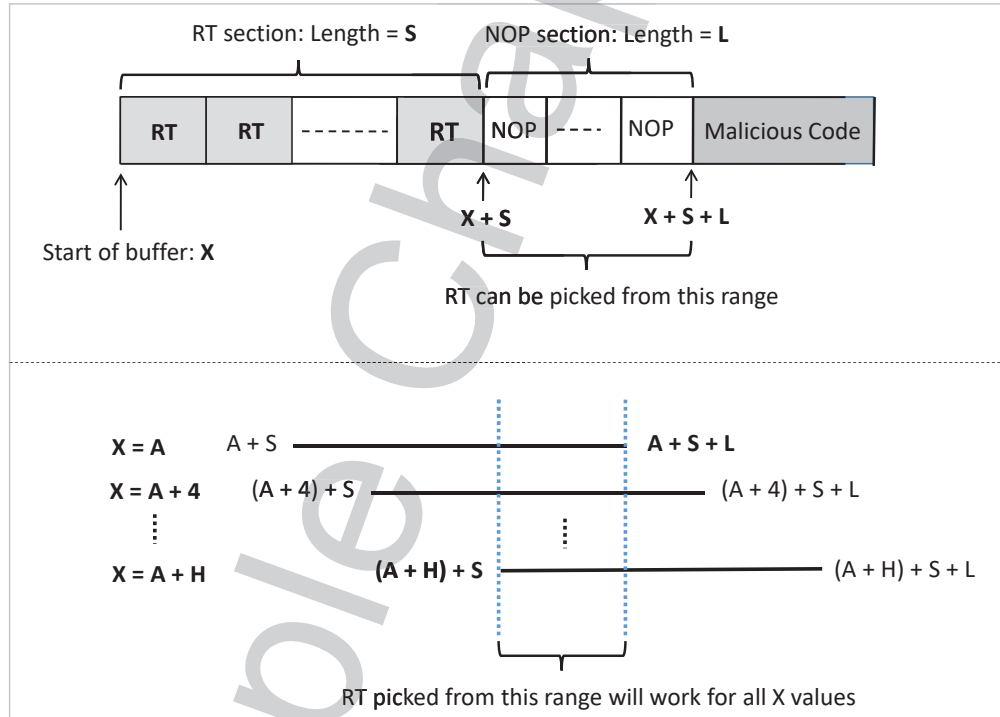 RT section: Length = S
NOP section: Length = L
RT RT RT NOP NOP Malicious Code
X + S X + S + L
Start of buffer: X
RT can be picked from this range
X = A A + S A + S + L
X = A + 4 (A + 4) + S (A + 4) + S + L
X = A + H (A + H) + S (A + H) + S + L
RT picked from this range will work for all X values